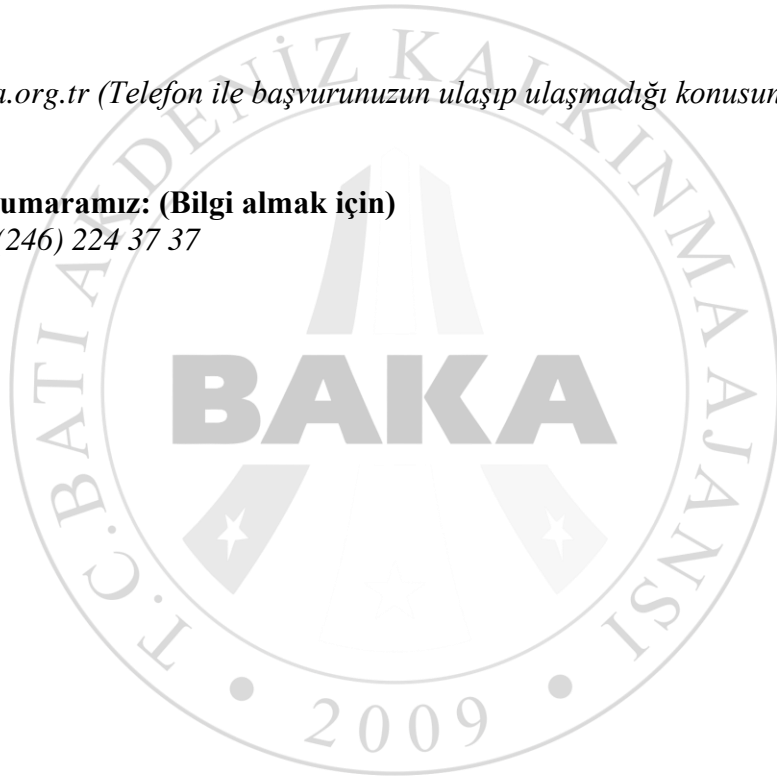 a.org.tr (Telefon ile başvurunuzun ulaşıp ulaşmadığı konusun
umaramız: (Bilgi almak için)
(246) 224 37 37
T.C. BATI AKDENİZ KALKINMA AJANSI
BAKA
• 2009 •